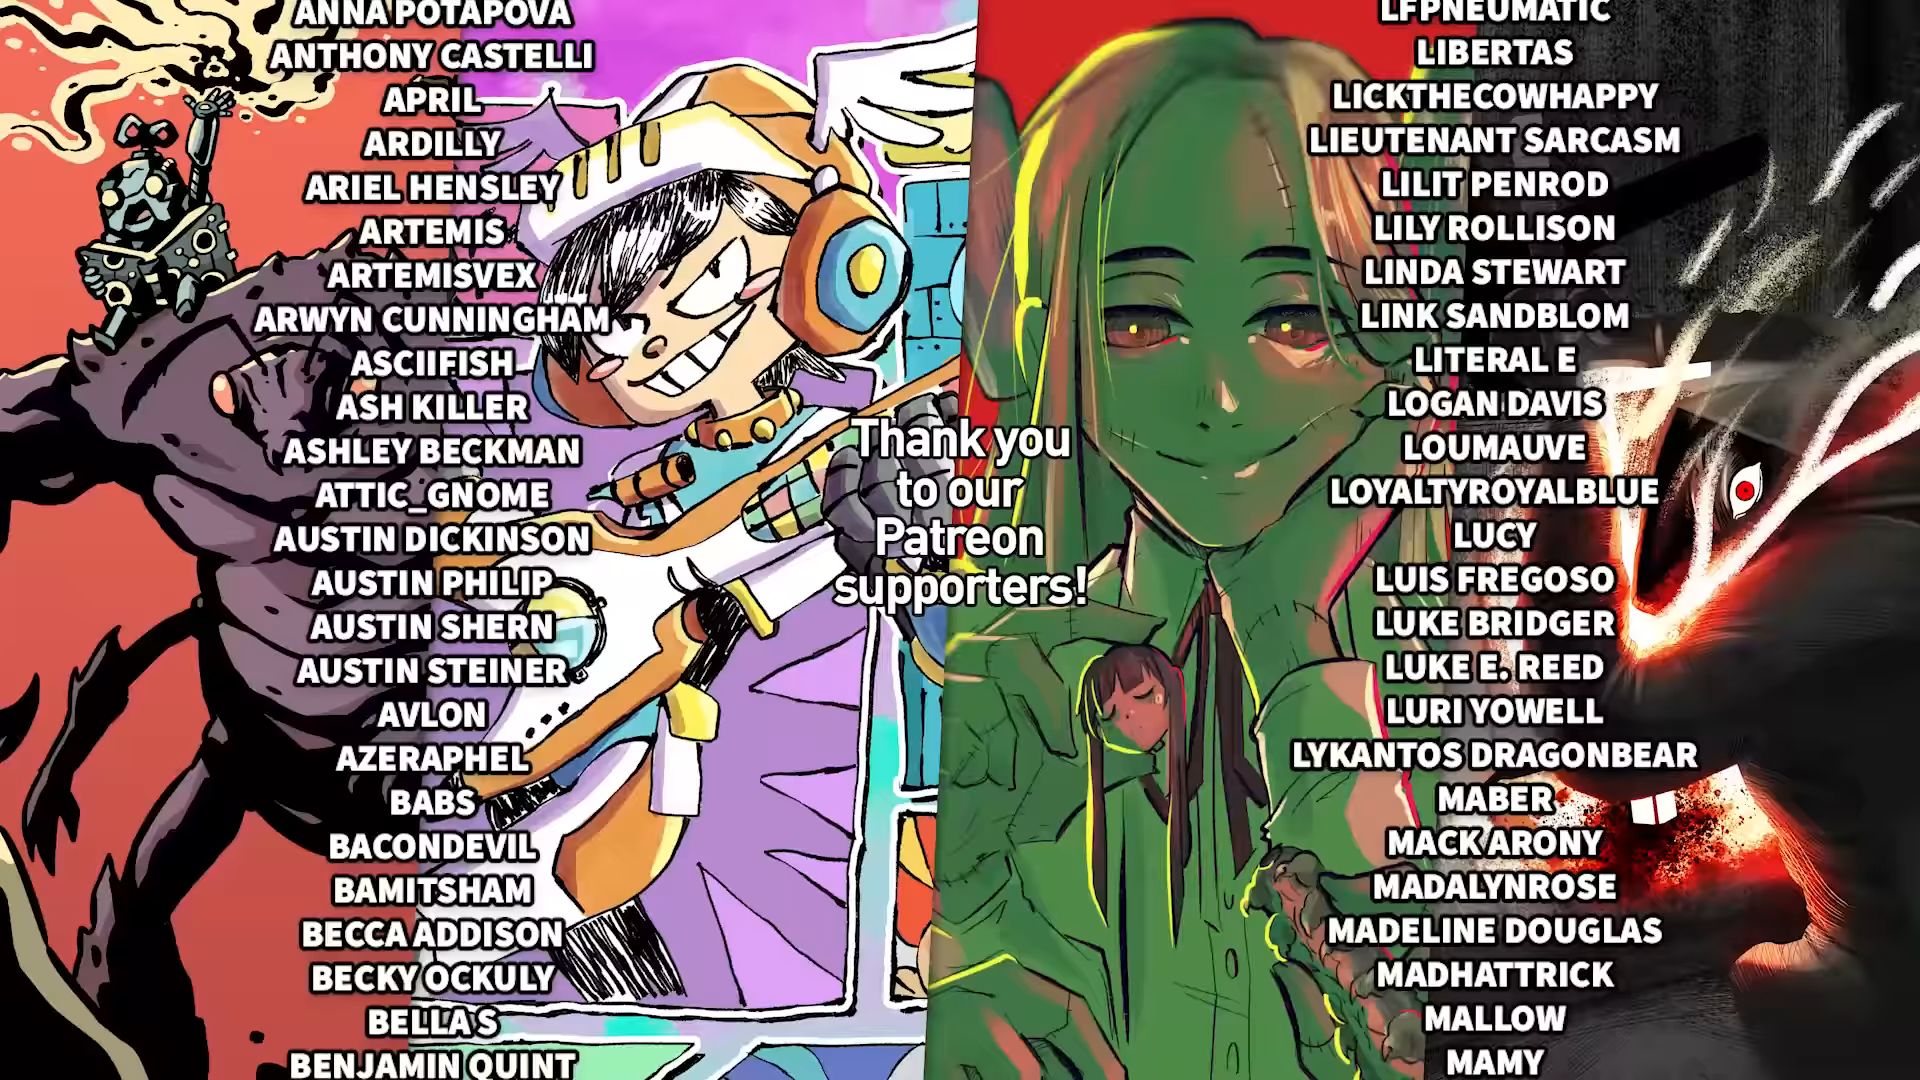 ANNA POTAPOVA
ANTHONY CASTELLI
APRIL
ARDILLY
ARIEL HENSLEY
ARTEMIS
ARTEMISVEX
ARWYN CUNNINGHAM
ASCIIFISH
ASH KILLER
ASHLEY BECKMAN
ATTIC_GNOME
AUSTIN DICKINSON
AUSTIN PHILIP
AUSTIN SHERN
AUSTIN STEINER
AVLON
AZERAPHEL
BABS
BACONDEVIL
BAMITSHAM
BECCA ADDISON
BECKY OCKULY
BELLA S
BENJAMIN QUINT
Thank you
to our
Patreon
supporters!
LFPNEUMATIC
LIBERTAS
LICKTHECOWHAPPY
LIEUTENANT SARCASM
LILIT PENROD
LILY ROLLISON
LINDA STEWART
LINK SANDBLOM
LITERAL E
LOGAN DAVIS
LOUMAUVE
LOYALTYROYALBLUE
LUCY
LUIS FREGOSO
LUKE BRIDGER
LUKE E. REED
LURI YOWELL
LYKANTOS DRAGONBEAR
MABER
MACK ARONY
MADALYNROSE
MADELINE DOUGLAS
MADHATTRICK
MALLOW
MAMY